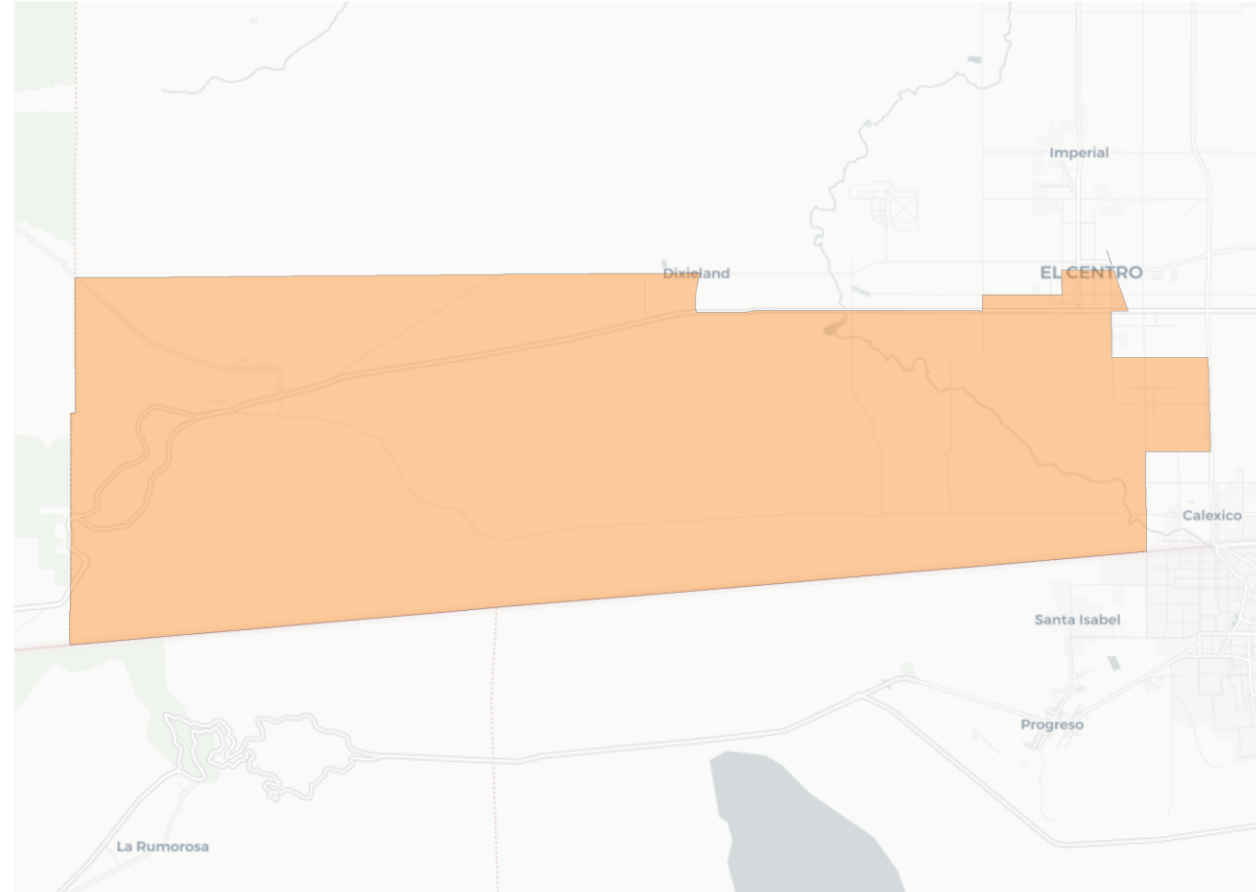 Imperial
Dixieland
EL CENTRO
Calexico
Santa Isabel
Progreso
La Rumorosa